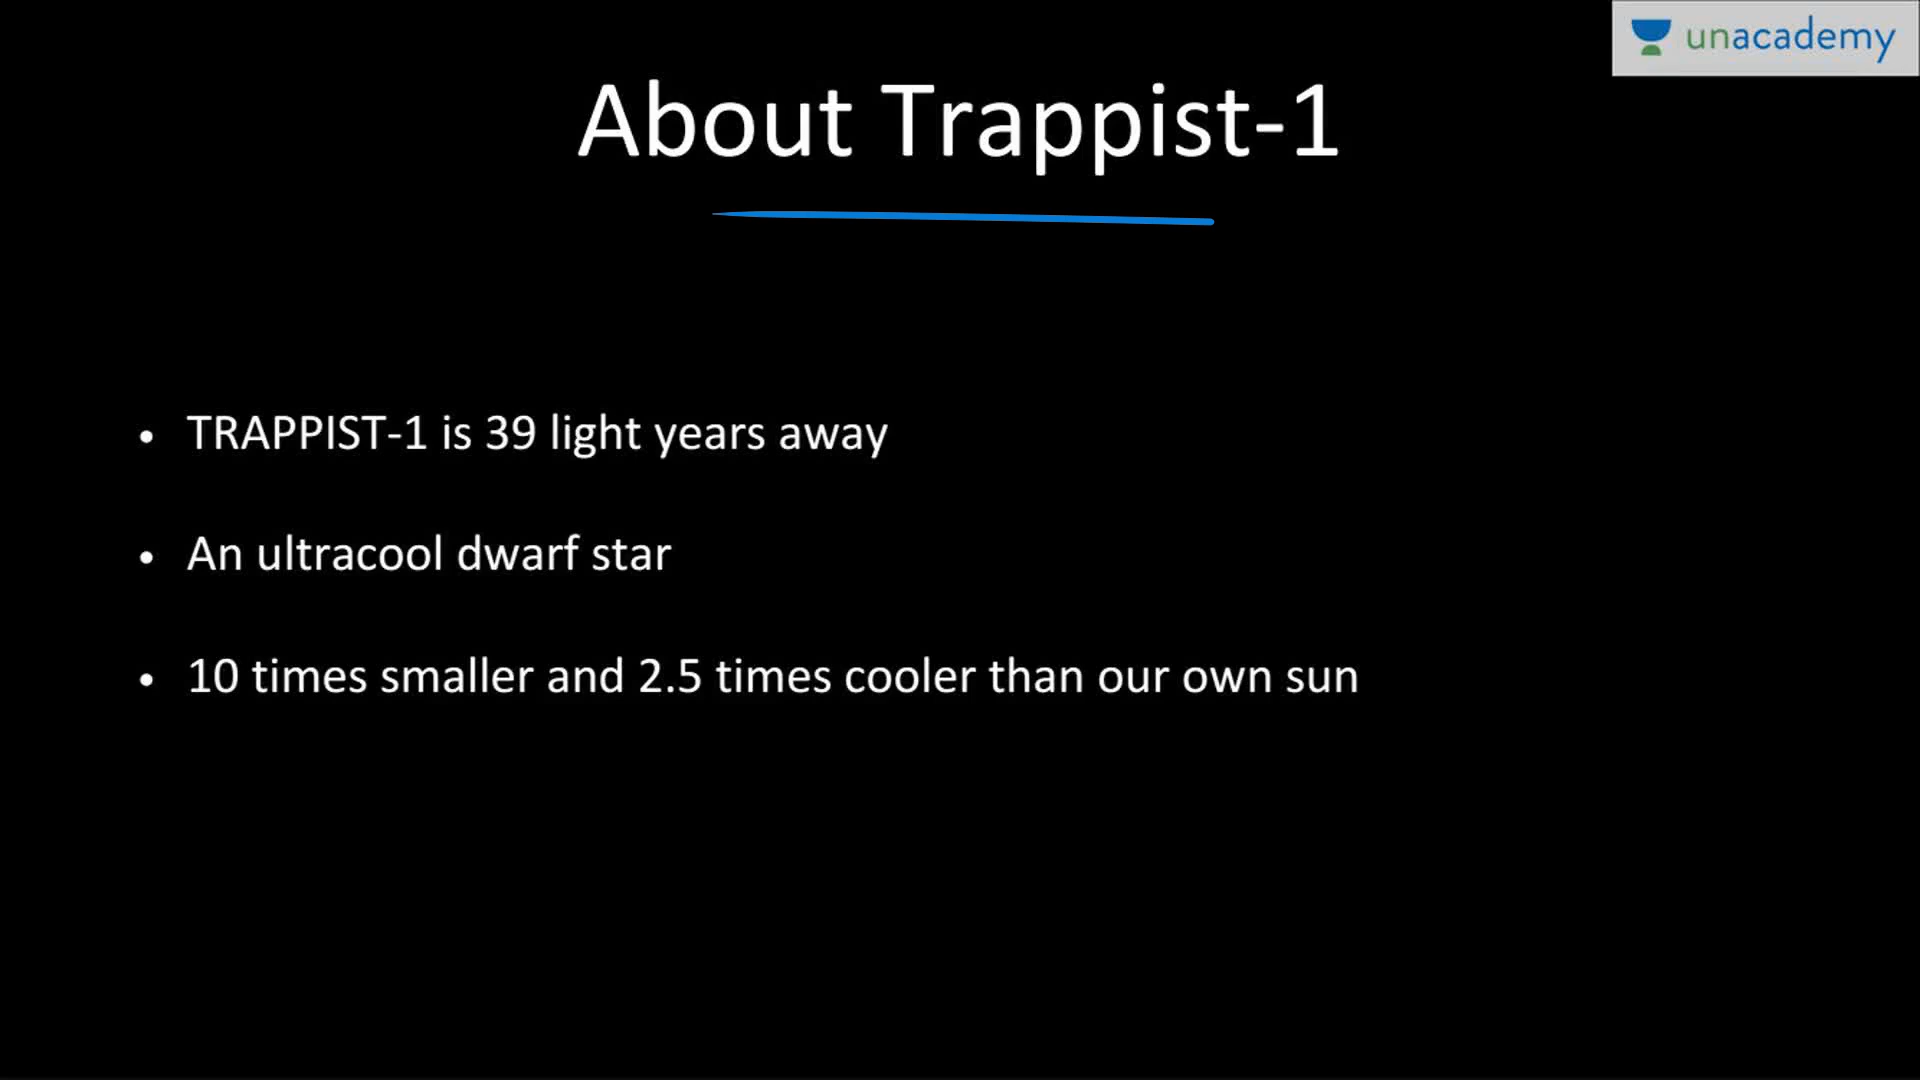 unacademy
About Trappist-1
• TRAPPIST-1 is 39 light years away
• An ultracool dwarf star
• 10 times smaller and 2.5 times cooler than our own sun